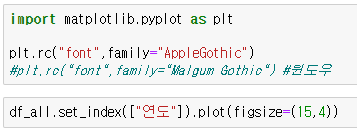 import matplotlib.pyplot as plt
plt.rc("font",family="AppleGothic")
#plt.rc("font",family="Malgum Gothic") #윈도우
df_all.set_index(["연도"]).plot(figsize=(15,4))